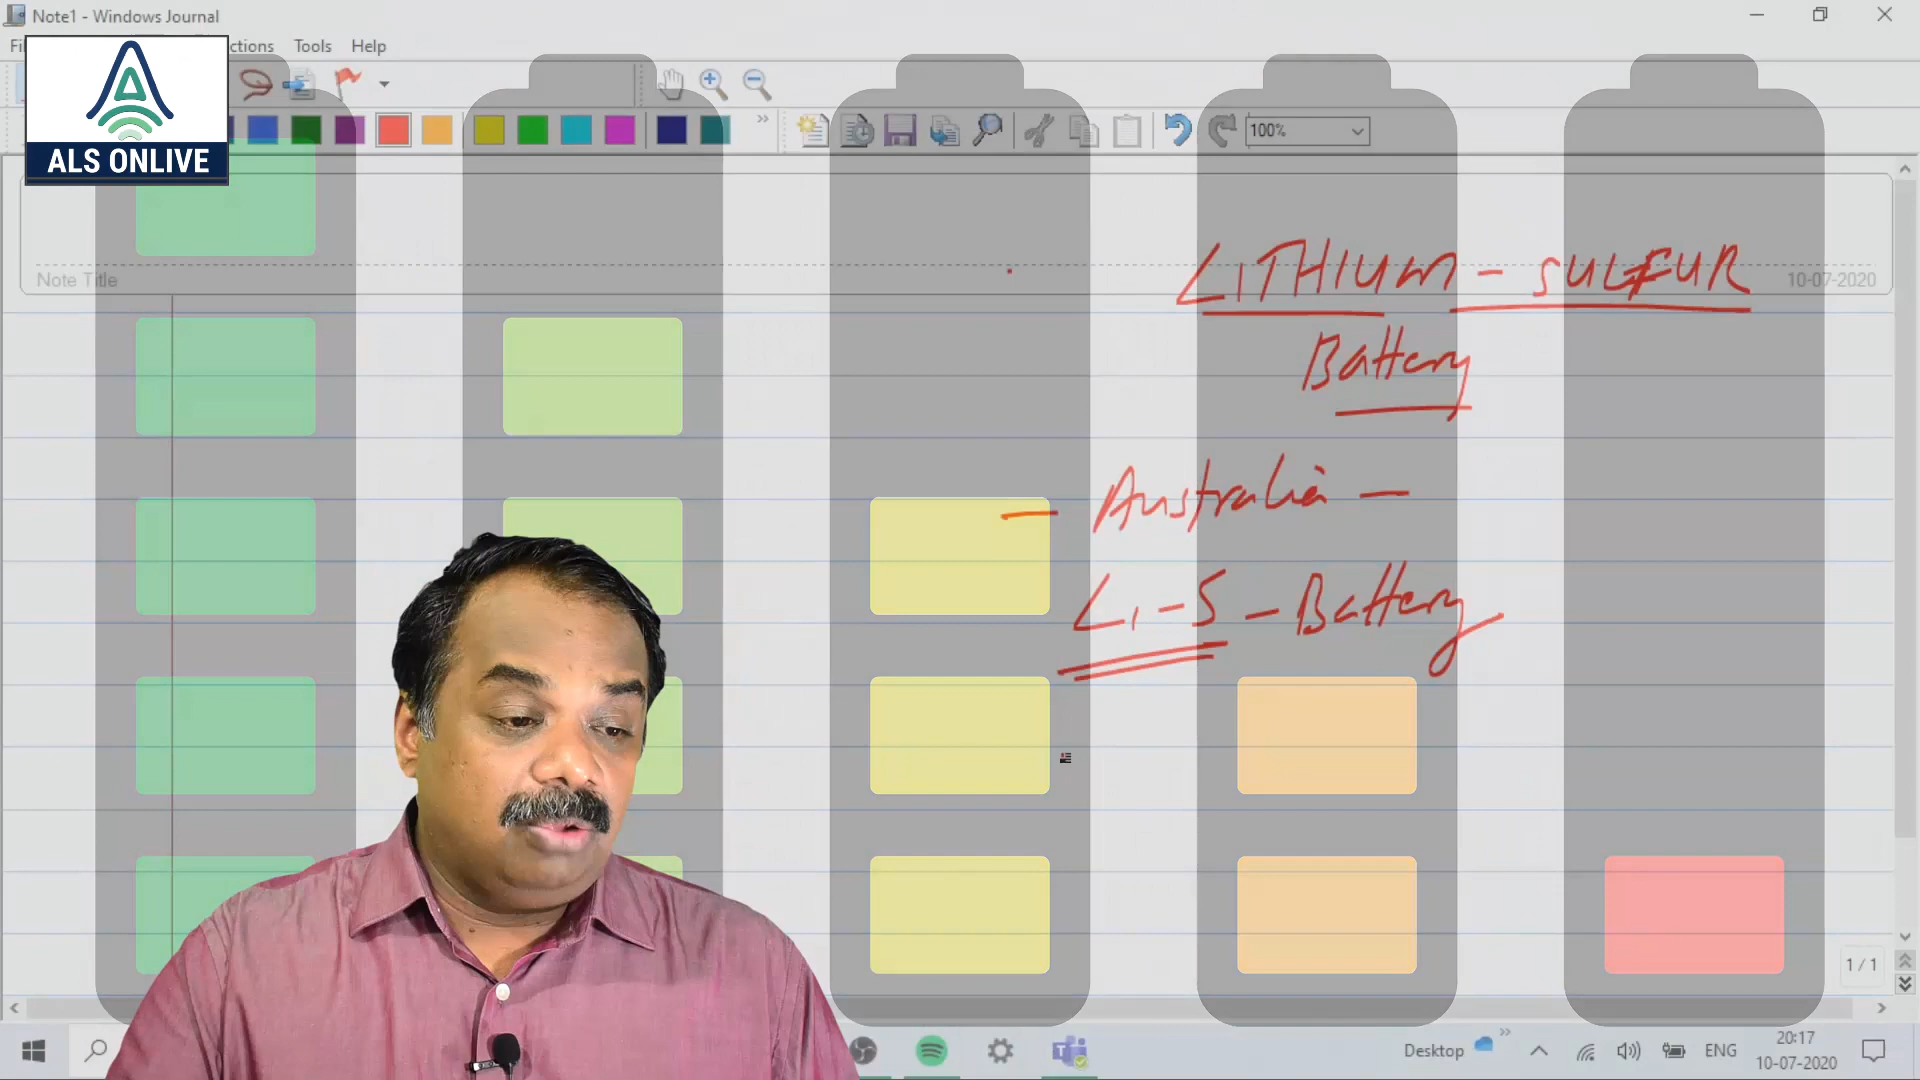 Note1 - Windows Journal
ctions Tools Help
ALS ONLIVE
100%
Note Title
10-07-2020
LITHIUM - SULFUR
Battery
- Australia -
Li-S - Battery
1 / 1
Desktop
ENG
20:17
10-07-2020